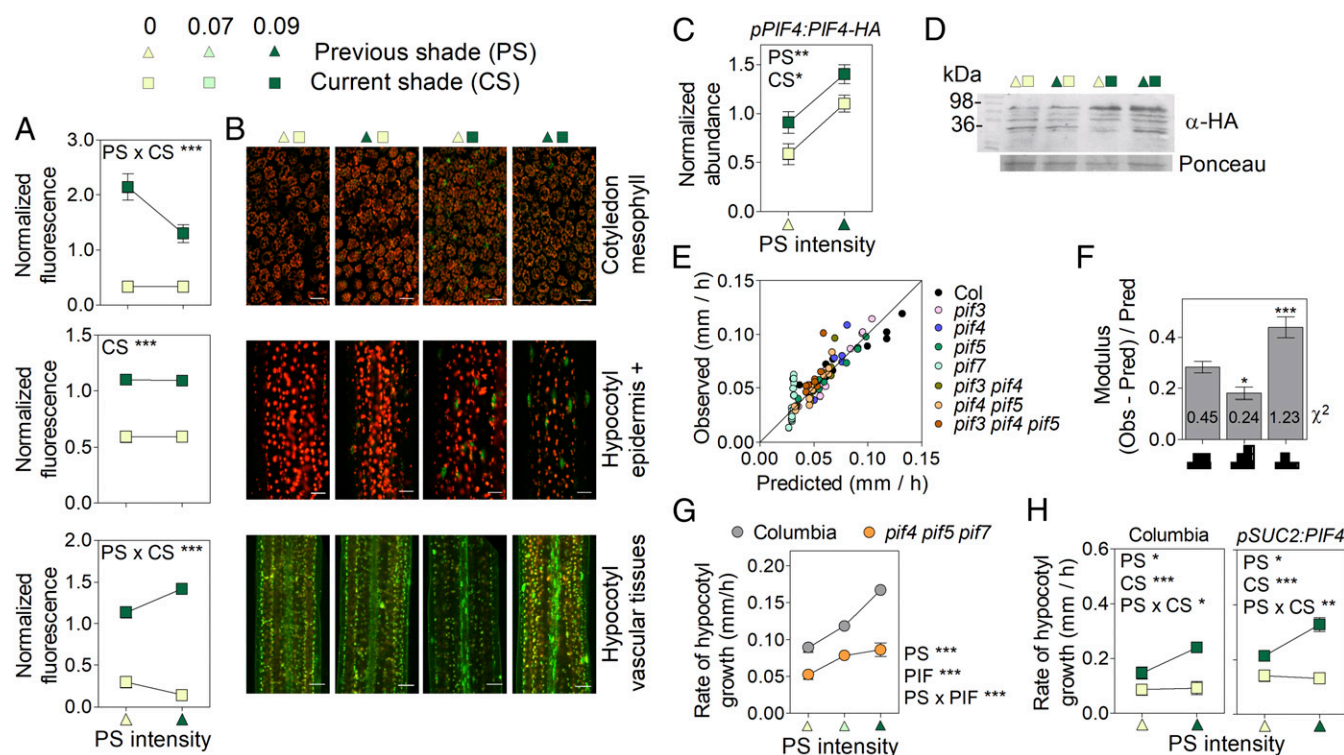 0 0.07 0.09
Previous shade (PS)
Current shade (CS)
A
Normalized fluorescence
3.0
2.0
1.0
0.0
PS x CS ***
Normalized fluorescence
1.5
1.0
0.5
0.0
CS ***
Normalized fluorescence
2.0
1.5
1.0
0.5
0.0
PS x CS ***
PS intensity
B
Cotyledon mesophyll
Hypocotyl epidermis +
Hypocotyl vascular tissues
C
pPIF4:PIF4-HA
PS**
CS*
Normalized abundance
1.5
1.0
0.5
0.0
PS intensity
D
kDa
98-
36-
α-HA
Ponceau
E
Observed (mm / h)
0.15
0.10
0.05
0.00
0.00 0.05 0.10 0.15
Predicted (mm / h)
Col
pif3
pif4
pif5
pif7
pif3 pif4
pif4 pif5
pif3 pif4 pif5
F
Modulus
(Obs - Pred) / Pred
0.4
0.2
0.0
*
***
0.45 0.24 1.23 χ2
G
Columbia
pif4 pif5 pif7
Rate of hypocotyl growth (mm/h)
0.20
0.15
0.10
0.05
0.00
PS ***
PIF ***
PS x PIF ***
PS intensity
H
Columbia
pSUC2:PIF4
Rate of hypocotyl growth (mm / h)
0.6
0.4
0.2
0.0
PS *
CS ***
PS x CS *
PS *
CS ***
PS x CS **
PS intensity